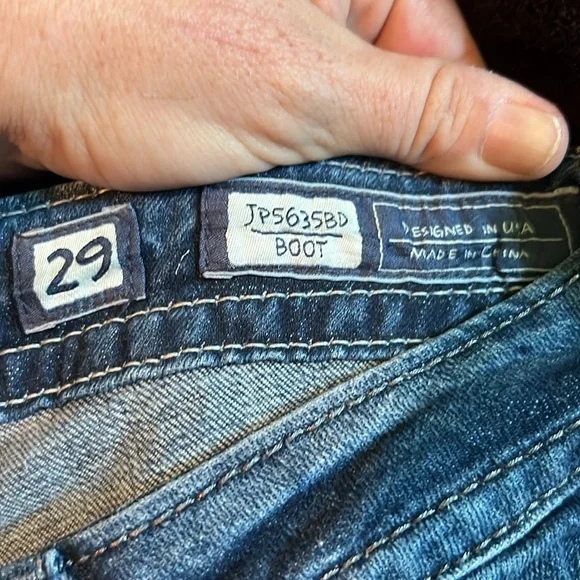 29
JP5635BD
BOOT
DESIGNED IN USA
MADE IN CHINA